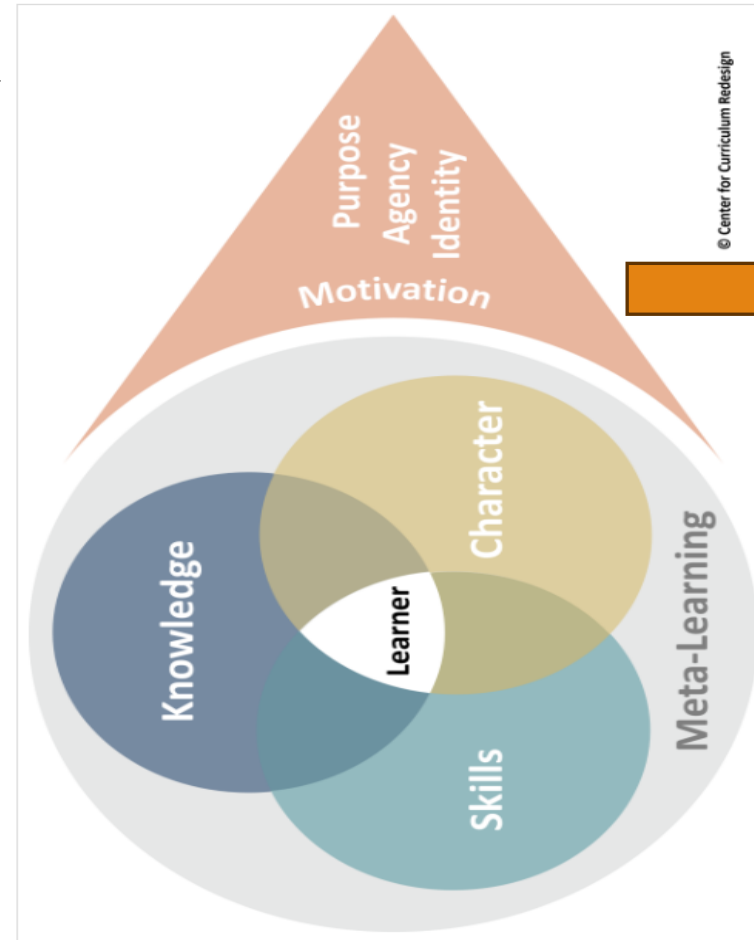 Knowledge
Skills
Character
Learner
Meta-Learning
Motivation
Purpose
Agency
Identity
© Center for Curriculum Redesign